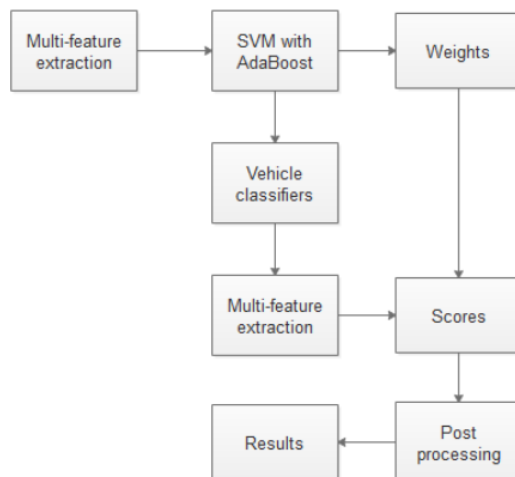 Multi-feature
extraction
SVM with
AdaBoost
Weights
Vehicle
classifiers
Multi-feature
extraction
Scores
Results
Post
processing